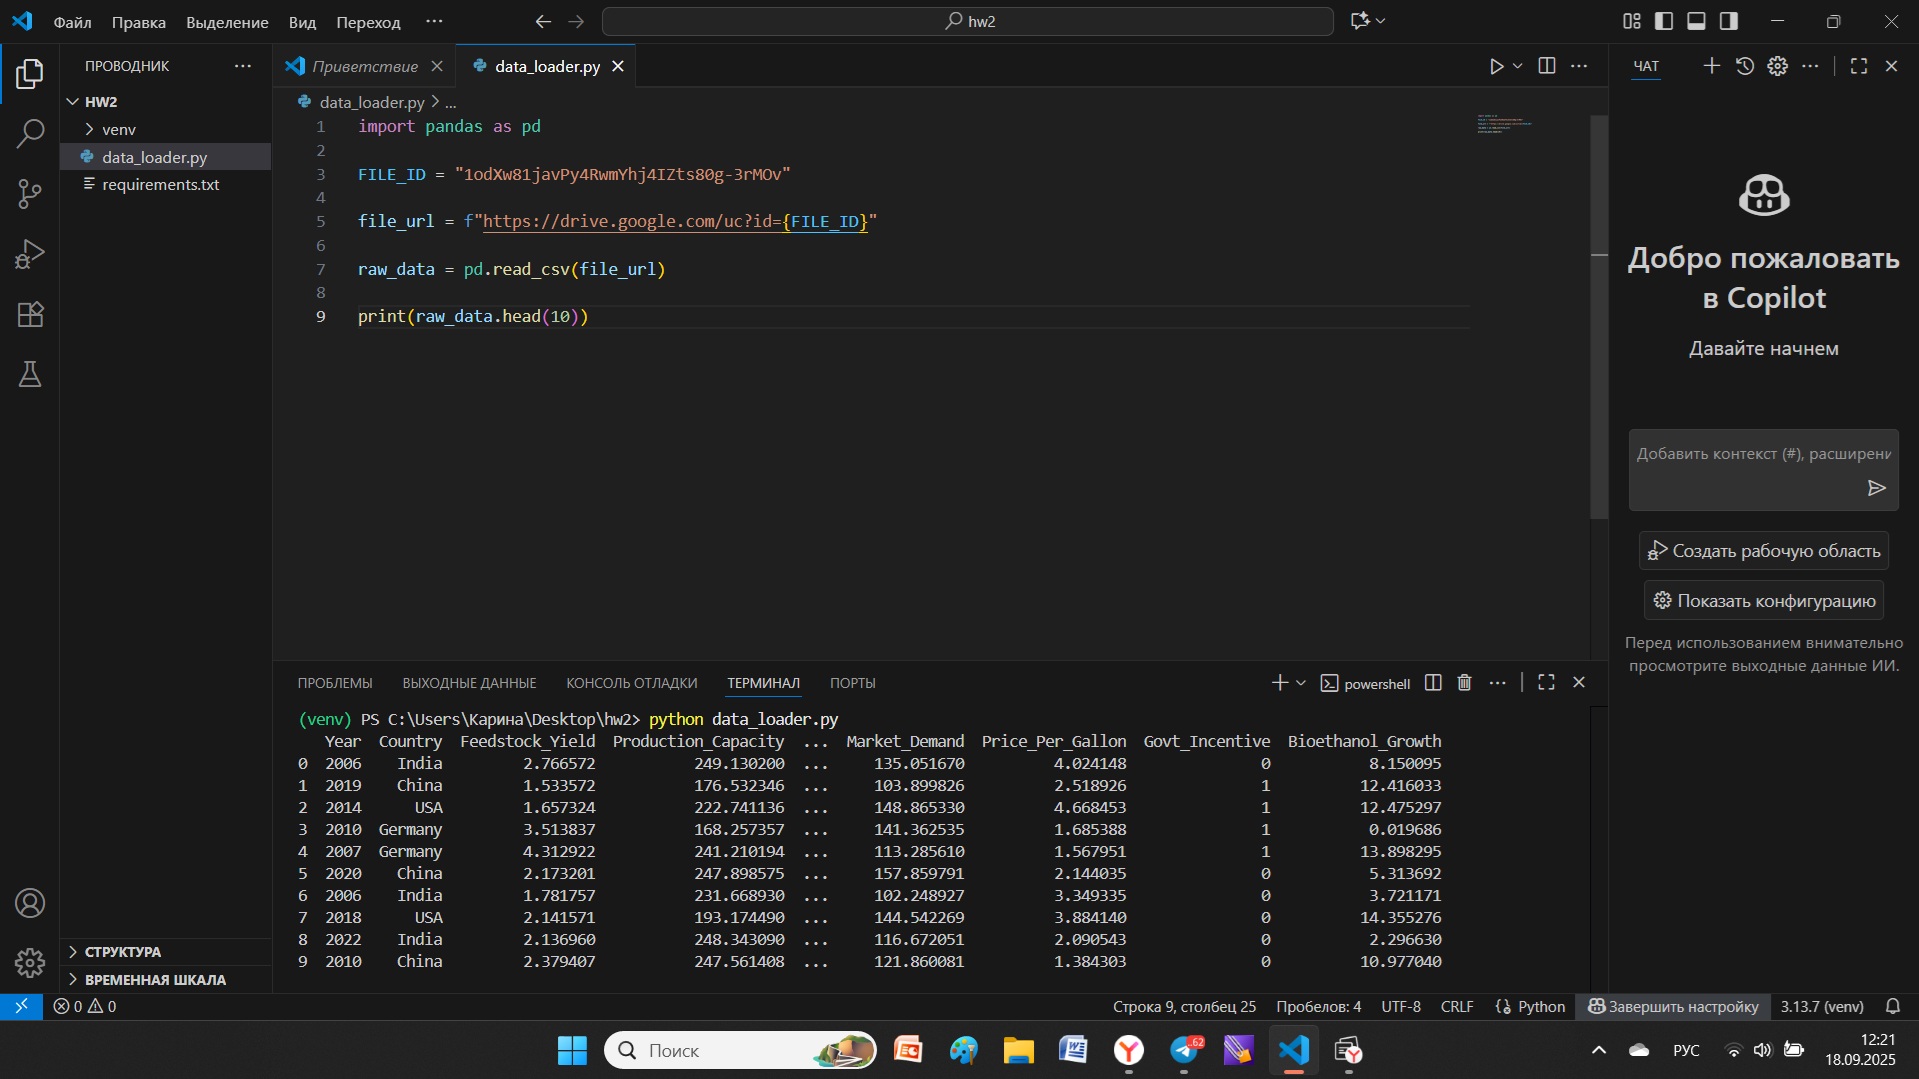 Файл Правка Выделение Вид Переход ... hw2
ПРОВОДНИК ...
HW2
venv
data_loader.py
requirements.txt
СТРУКТУРА
ВРЕМЕННАЯ ШКАЛА
Приветствие data_loader.py
data_loader.py > ...
1 import pandas as pd
2
3 FILE_ID = "1odXw81javPy4RwmYhj4IZts80g-3rMOv"
4
5 file_url = f"https://drive.google.com/uc?id={FILE_ID}"
6
7 raw_data = pd.read_csv(file_url)
8
9 print(raw_data.head(10))
ПРОБЛЕМЫ ВЫХОДНЫЕ ДАННЫЕ КОНСОЛЬ ОТЛАДКИ ТЕРМИНАЛ ПОРТЫ powershell
(venv) PS C:\Users\Карина\Desktop\hw2> python data_loader.py
Year Country Feedstock_Yield Production_Capacity ... Market_Demand Price_Per_Gallon Govt_Incentive Bioethanol_Growth
0 2006 India 2.766572 249.130200 ... 135.051670 4.024148 0 8.150095
1 2019 China 1.533572 176.532346 ... 103.899826 2.518926 1 12.416033
2 2014 USA 1.657324 222.741136 ... 148.865330 4.668453 1 12.475297
3 2010 Germany 3.513837 168.257357 ... 141.362535 1.685388 1 0.019686
4 2007 Germany 4.312922 241.210194 ... 113.285610 1.567951 1 13.898295
5 2020 China 2.173201 247.898575 ... 157.859791 2.144035 0 5.313692
6 2006 India 1.781757 231.668930 ... 102.248927 3.349335 0 3.721171
7 2018 USA 2.141571 193.174490 ... 144.542269 3.884140 0 14.355276
8 2022 India 2.136960 248.343090 ... 116.672051 2.090543 0 2.296630
9 2010 China 2.379407 247.561408 ... 121.860081 1.384303 0 10.977040
ЧАТ
Добро пожаловать
в Copilot
Давайте начнем
Добавить контекст (#), расширени
Создать рабочую область
Показать конфигурацию
Перед использованием внимательно
просмотрите выходные данные ИИ.
0 0 Строка 9, столбец 25 Пробелов: 4 UTF-8 CRLF {} Python Завершить настройку 3.13.7 (venv)
Поиск 62 РУС 12:21
18.09.2025